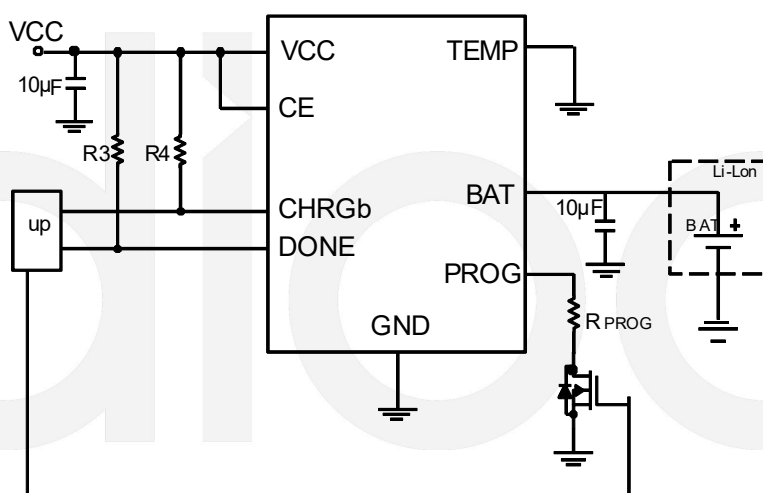 VCC
10µF
R3
R4
up
VCC
CE
CHRGb
DONE
GND
TEMP
BAT
PROG
10µF
R PROG
Li-Lon
BAT +